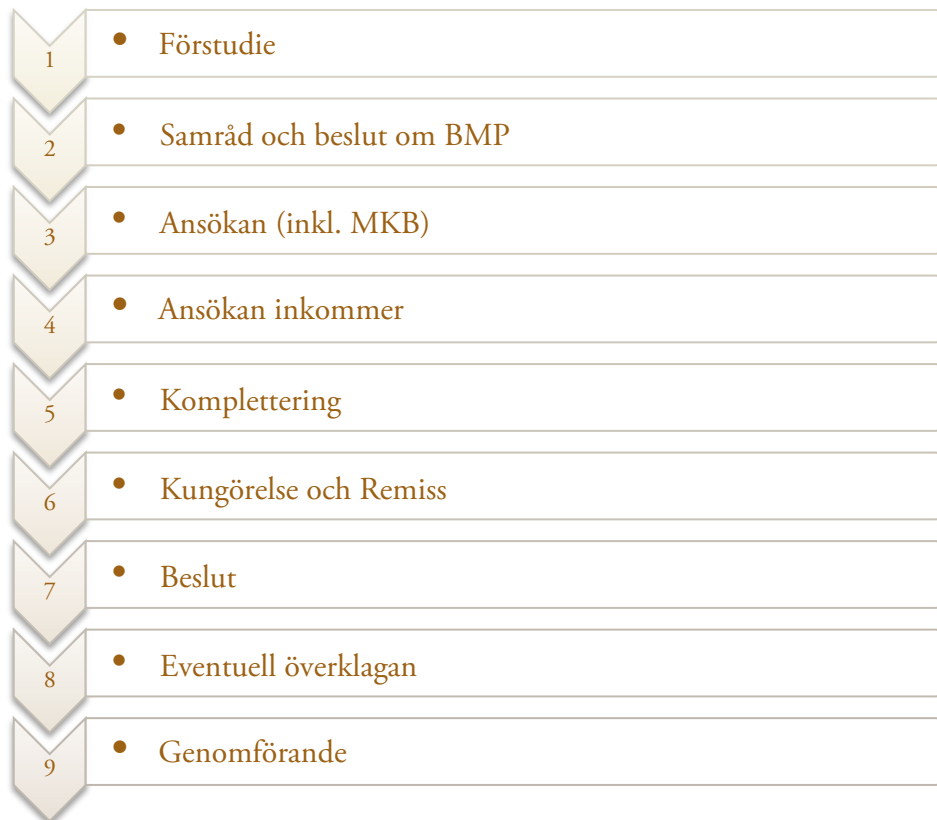 1 • Förstudie
2 • Samråd och beslut om BMP
3 • Ansökan (inkl. MKB)
4 • Ansökan inkommer
5 • Komplettering
6 • Kungörelse och Remiss
7 • Beslut
8 • Eventuell överklagan
9 • Genomförande